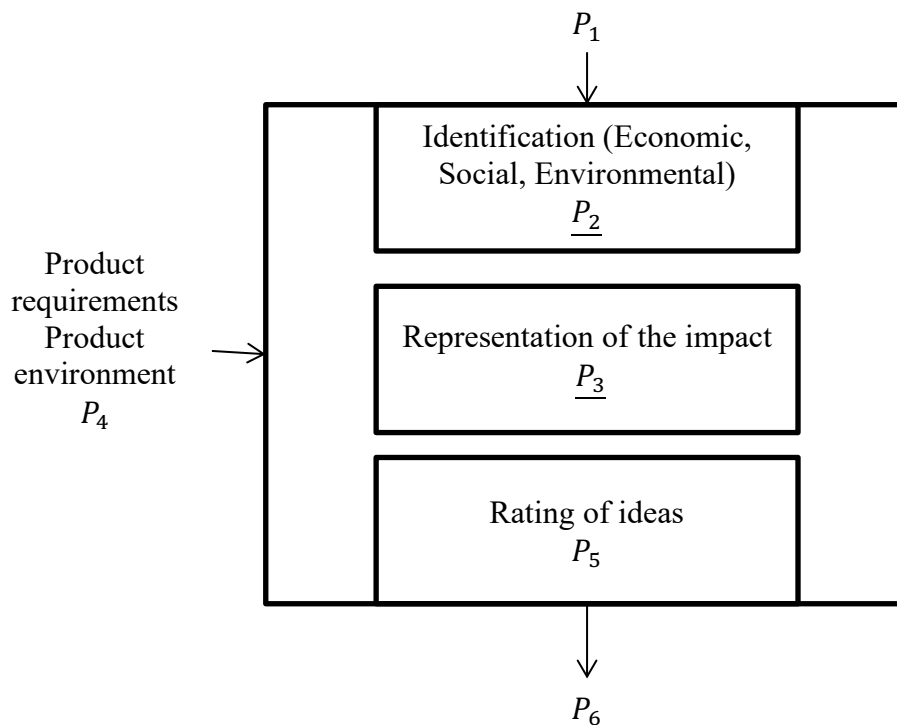 P₁
Identification (Economic,
Social, Environmental)
P₂
Product
requirements
Product
environment
P₄
Representation of the impact
P₃
Rating of ideas
P₅
P₆